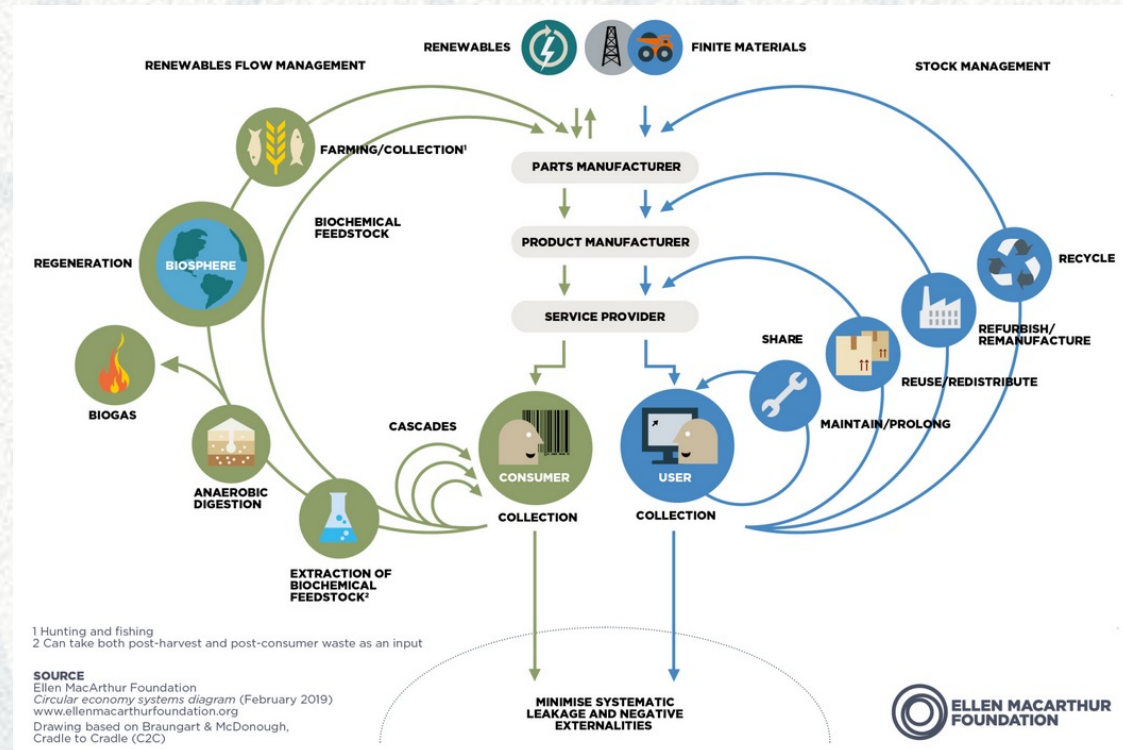 RENEWABLES
FINITE MATERIALS
RENEWABLES FLOW MANAGEMENT
STOCK MANAGEMENT
FARMING/COLLECTION¹
PARTS MANUFACTURER
BIOCHEMICAL
FEEDSTOCK
PRODUCT MANUFACTURER
REGENERATION
BIOSPHERE
RECYCLE
SERVICE PROVIDER
SHARE
REFURBISH/
REMANUFACTURE
REUSE/REDISTRIBUTE
BIOGAS
CASCADES
MAINTAIN/PROLONG
CONSUMER
USER
ANAEROBIC
DIGESTION
COLLECTION
COLLECTION
EXTRACTION OF
BIOCHEMICAL
FEEDSTOCK²
1 Hunting and fishing
2 Can take both post-harvest and post-consumer waste as an input
SOURCE
Ellen MacArthur Foundation
Circular economy systems diagram (February 2019)
www.ellenmacarthurfoundation.org
Drawing based on Braungart & McDonough,
Cradle to Cradle (C2C)
MINIMISE SYSTEMATIC
LEAKAGE AND NEGATIVE
EXTERNALITIES
ELLEN MACARTHUR
FOUNDATION